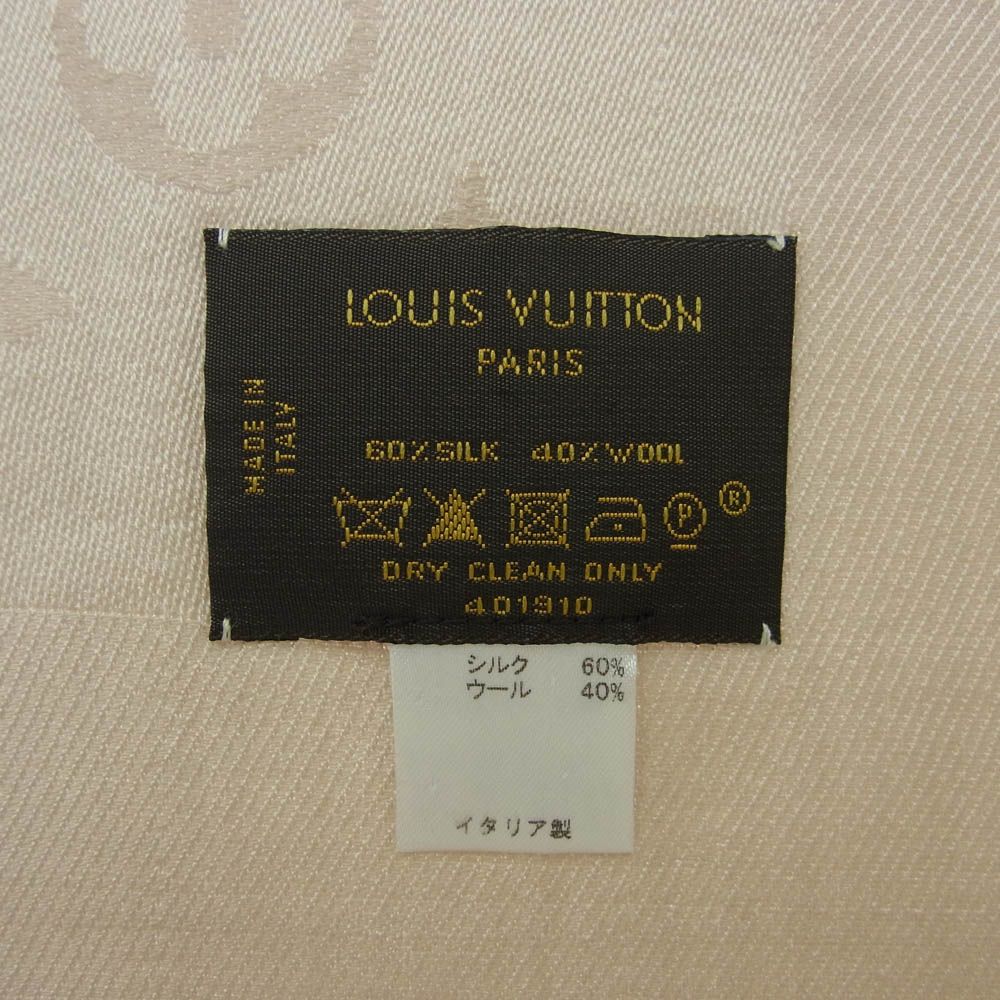 LOUIS VUITTON
PARIS
MADE IN
ITALY
60%SILK 40%WOOL
P ®
DRY CLEAN ONLY
401910
シルク 60%
ウール 40%
イタリア製